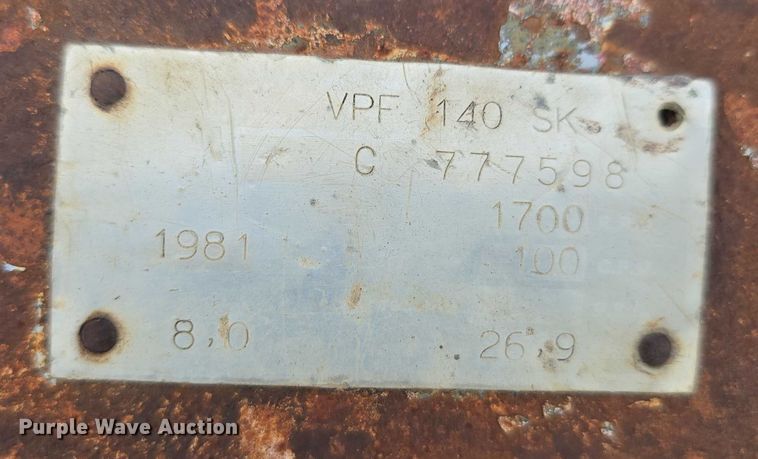 VPF 140 SK
C 777598
1700
1981 100
8,0 26,9
Purple Wave Auction